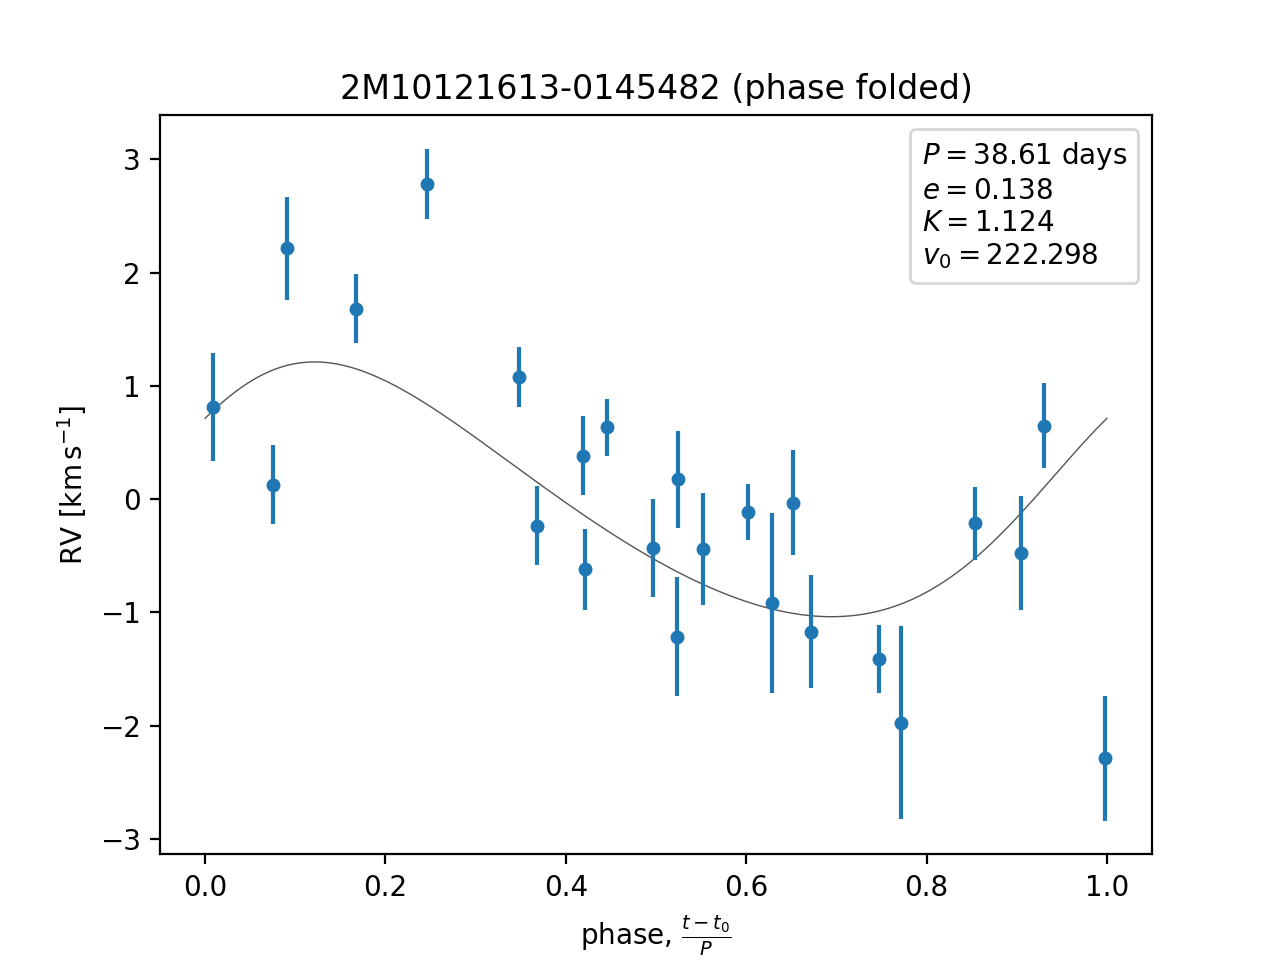 2M10121613-0145482 (phase folded)
P = 38.61 days
e = 0.138
K = 1.124
v₀ = 222.298
3
2
1
0
−1
−2
−3
RV [km s⁻¹]
0.0 0.2 0.4 0.6 0.8 1.0
phase, (t − t₀)/P